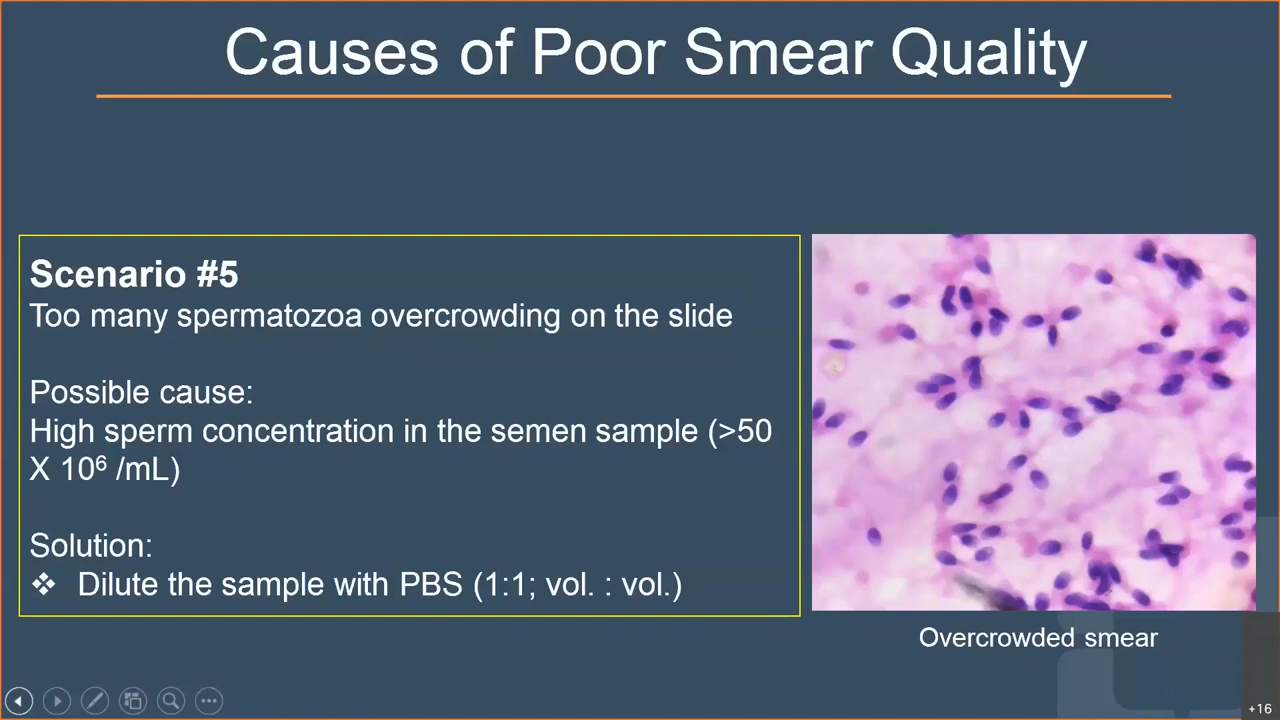 Causes of Poor Smear Quality
Scenario #5
Too many spermatozoa overcrowding on the slide
Possible cause:
High sperm concentration in the semen sample (>50
X 10⁶ /mL)
Solution:
❖ Dilute the sample with PBS (1:1; vol. : vol.)
Overcrowded smear
+16